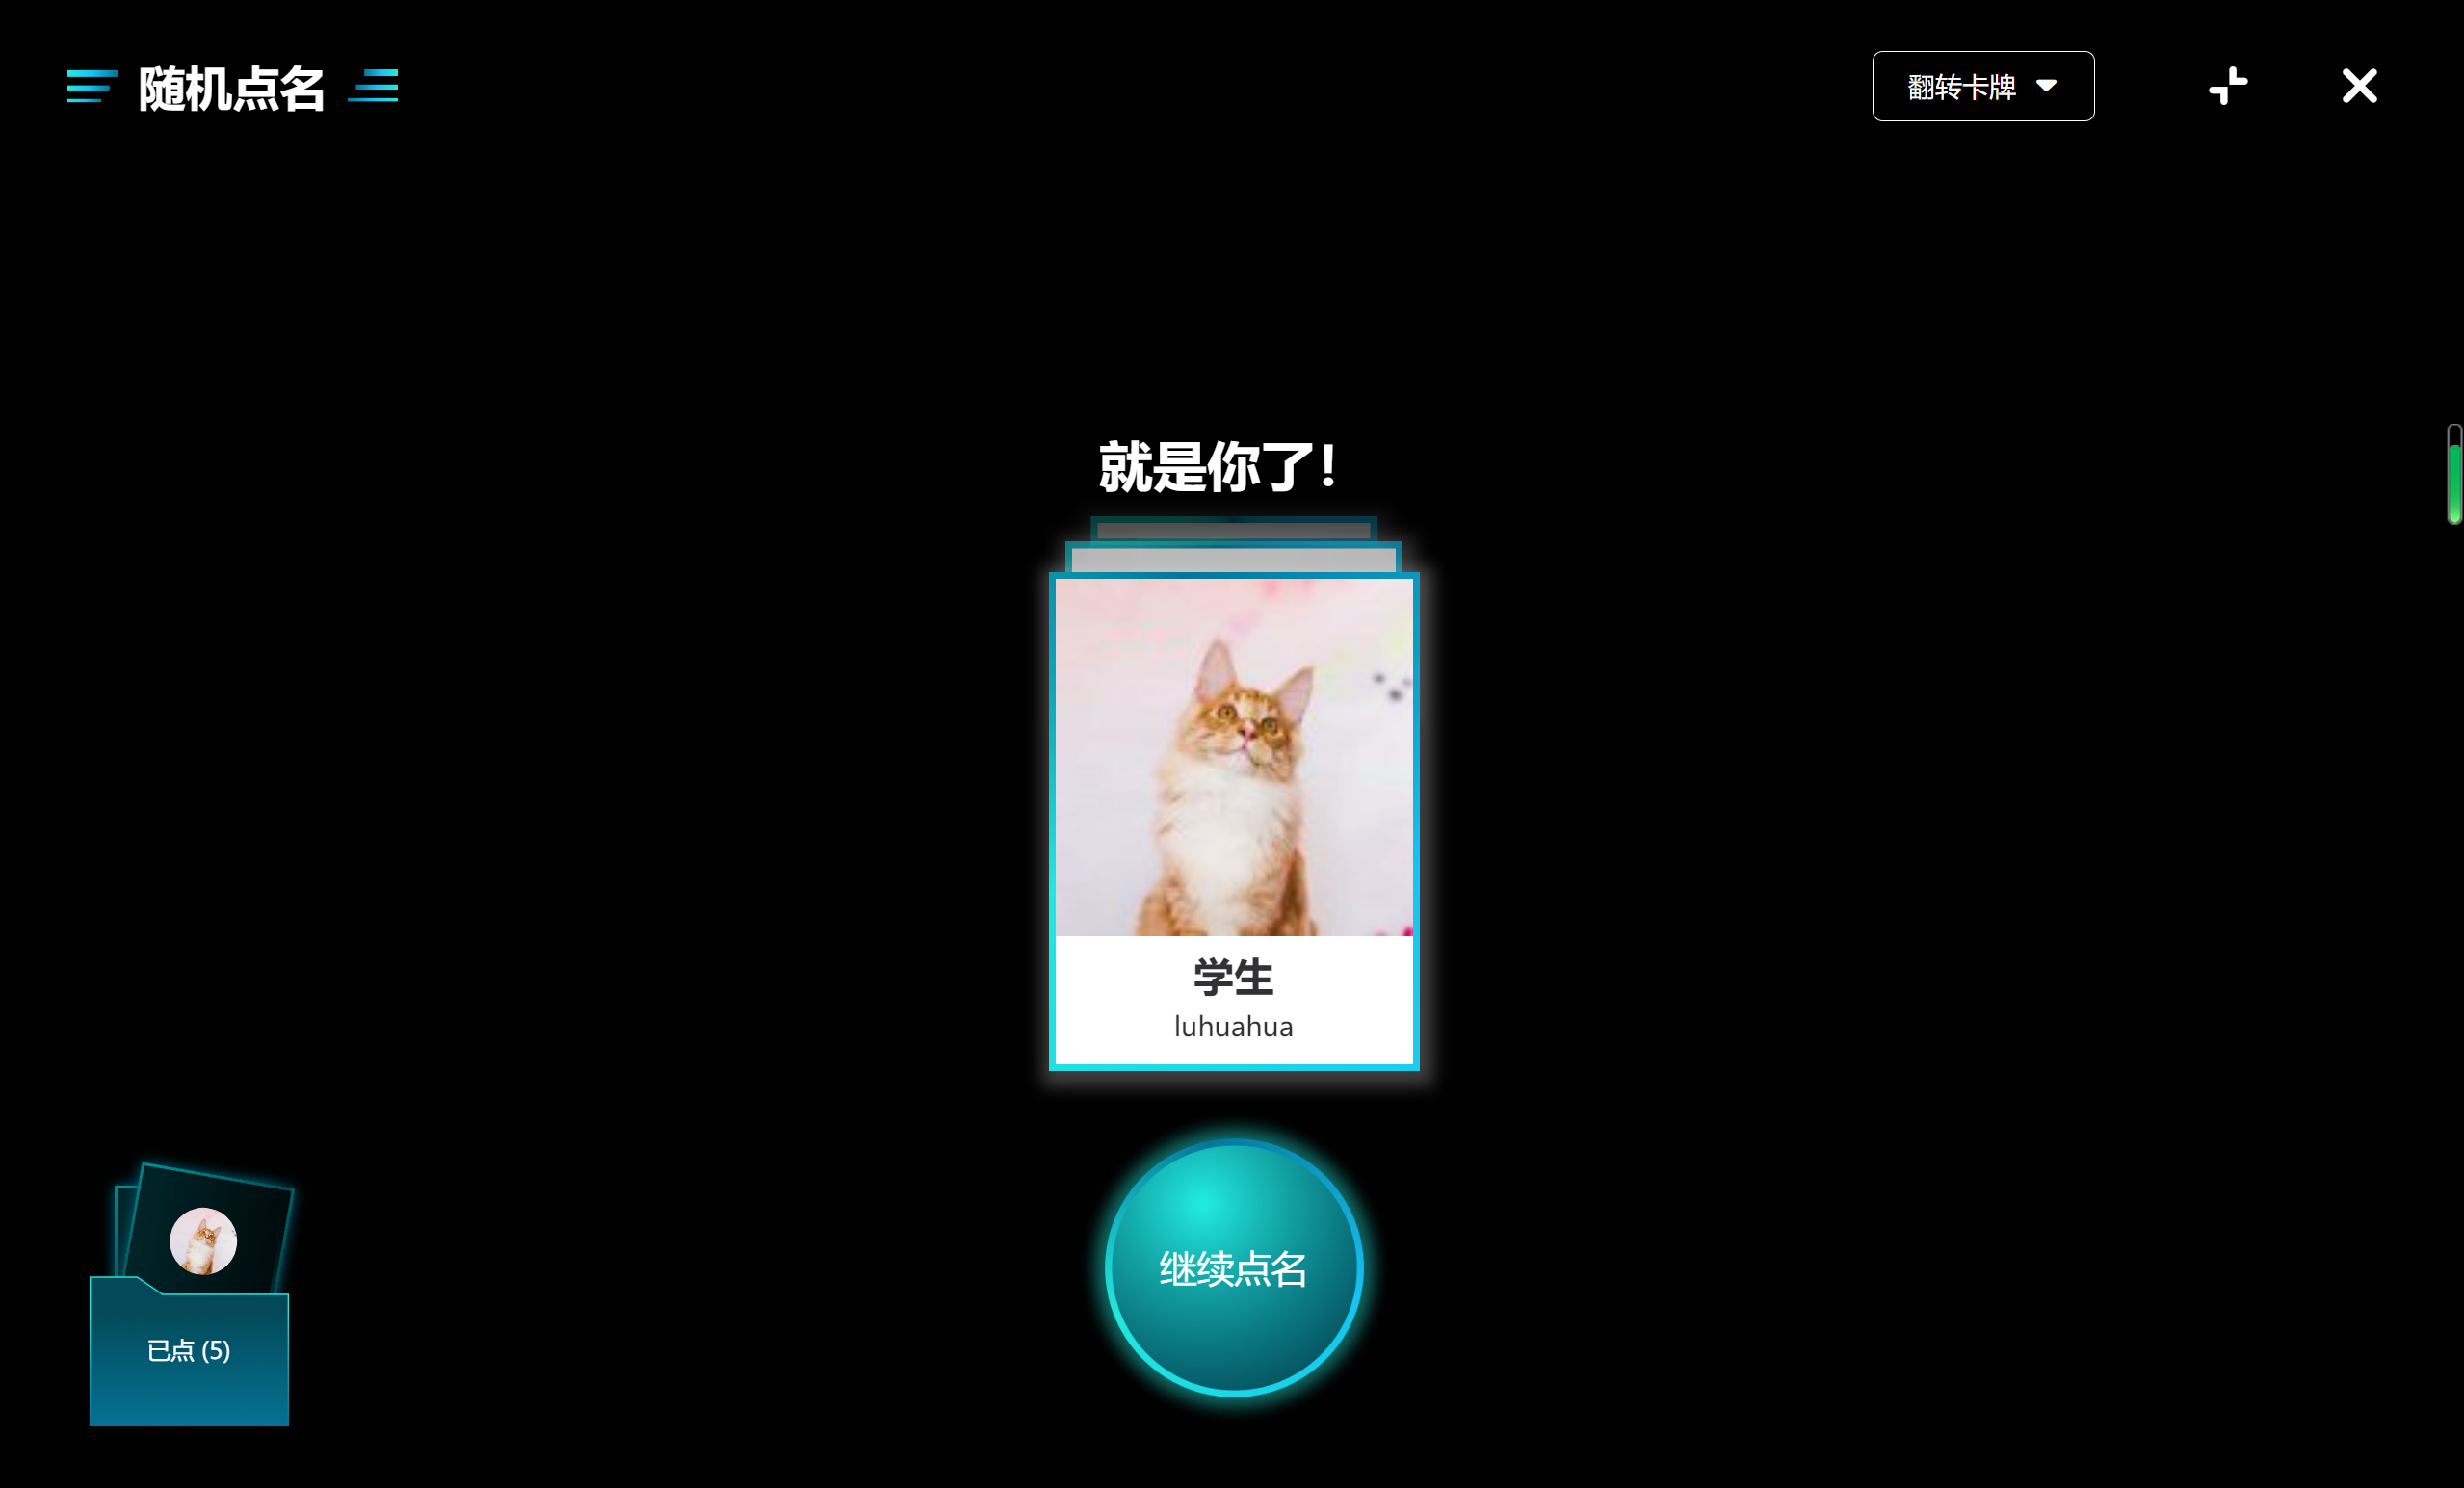 随机点名
翻转卡牌
就是你了!
学生
luhuahua
继续点名
已点 (5)